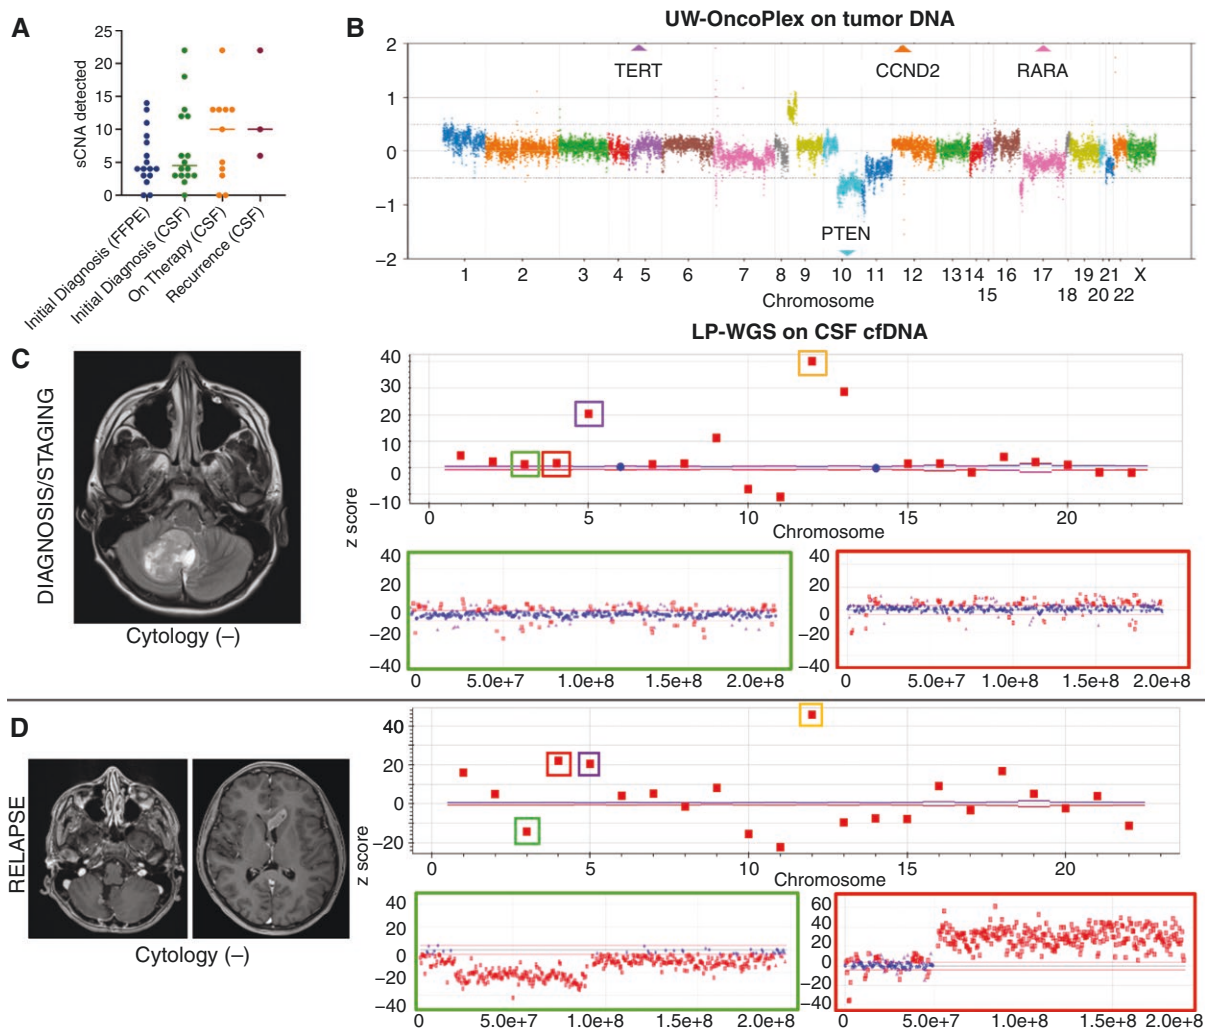 A
25
20
15
10
5
0
sCNA detected
Initial Diagnosis (FFPE)
Initial Diagnosis (CSF)
On Therapy (CSF)
Recurrence (CSF)
B
UW-OncoPlex on tumor DNA
2
1
0
−1
−2
TERT
CCND2
RARA
PTEN
1 2 3 4 5 6 7 8 9 10 11 12 13 14 16 17 19 21 X
15 18 20 22
Chromosome
C
DIAGNOSIS/STAGING
Cytology (–)
LP-WGS on CSF cfDNA
40
30
20
10
0
−10
z score
0 5 10 15 20
Chromosome
40
20
0
−20
−40
0 5.0e+7 1.0e+8 1.5e+8 2.0e+8
40
20
0
−20
−40
0 5.0e+7 1.0e+8 1.5e+8 2.0e+8
D
RELAPSE
Cytology (–)
40
20
0
−20
z score
0 5 10 15 20
Chromosome
40
20
0
−20
−40
0 5.0e+7 1.0e+8 1.5e+8 2.0e+8
60
40
20
0
−20
−40
0 5.0e+7 1.0e+8 1.5e+8 2.0e+8